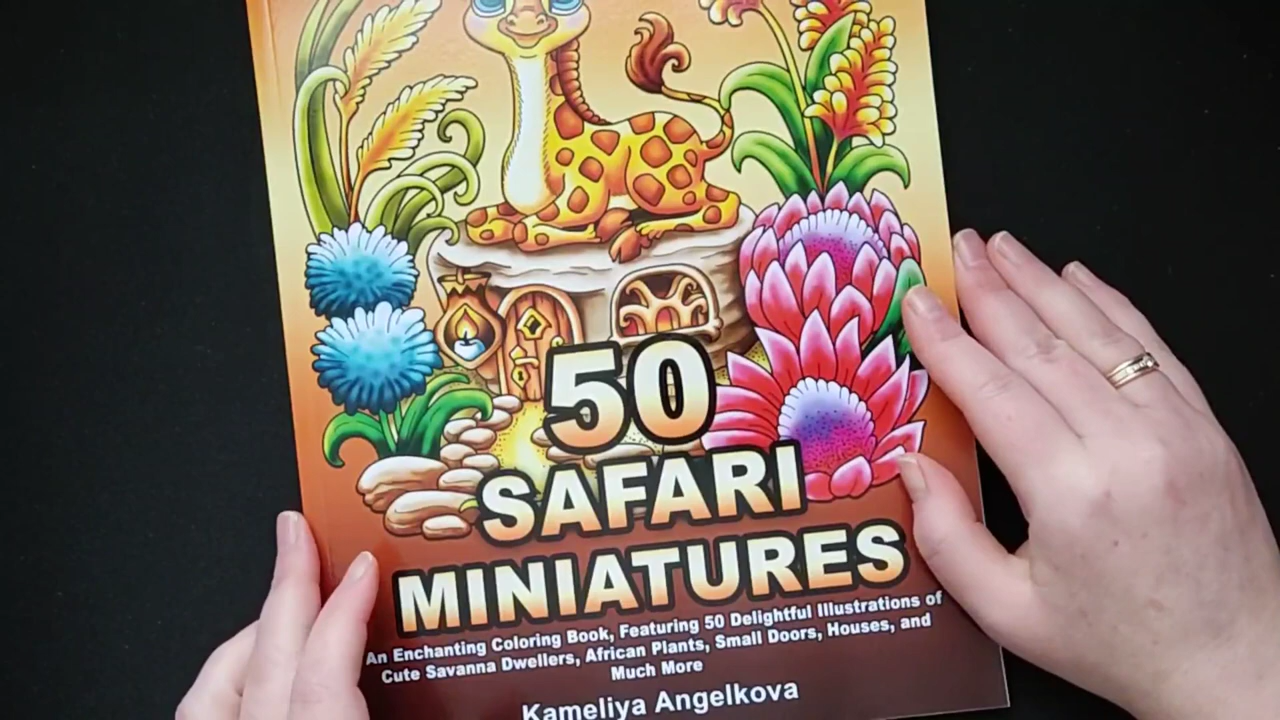 50
SAFARI
MINIATURES
An Enchanting Coloring Book, Featuring 50 Delightful Illustrations of
Cute Savanna Dwellers, African Plants, Small Doors, Houses, and
Much More
Kameliya Angelkova